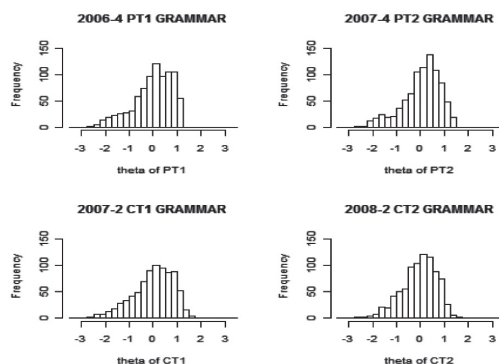 2006-4 PT1 GRAMMAR
Frequency
150
100
50
0
-3 -2 -1 0 1 2 3
theta of PT1
2007-4 PT2 GRAMMAR
Frequency
150
100
50
0
-3 -2 -1 0 1 2 3
theta of PT2
2007-2 CT1 GRAMMAR
Frequency
150
100
50
0
-3 -2 -1 0 1 2 3
theta of CT1
2008-2 CT2 GRAMMAR
Frequency
150
100
50
0
-3 -2 -1 0 1 2 3
theta of CT2